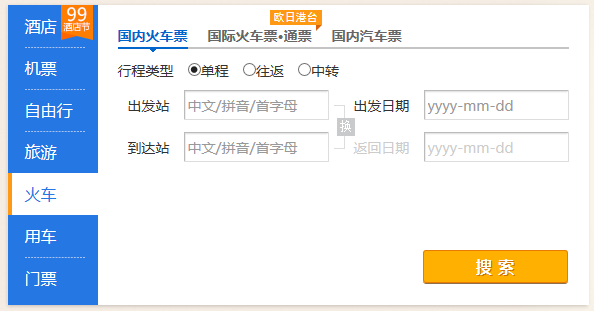 酒店
99
酒店节
机票
自由行
旅游
火车
用车
门票
欧日港台
国内火车票 国际火车票•通票 国内汽车票
行程类型 单程 往返 中转
出发站 中文/拼音/首字母 出发日期 yyyy-mm-dd
换
到达站 中文/拼音/首字母 返回日期 yyyy-mm-dd
搜索